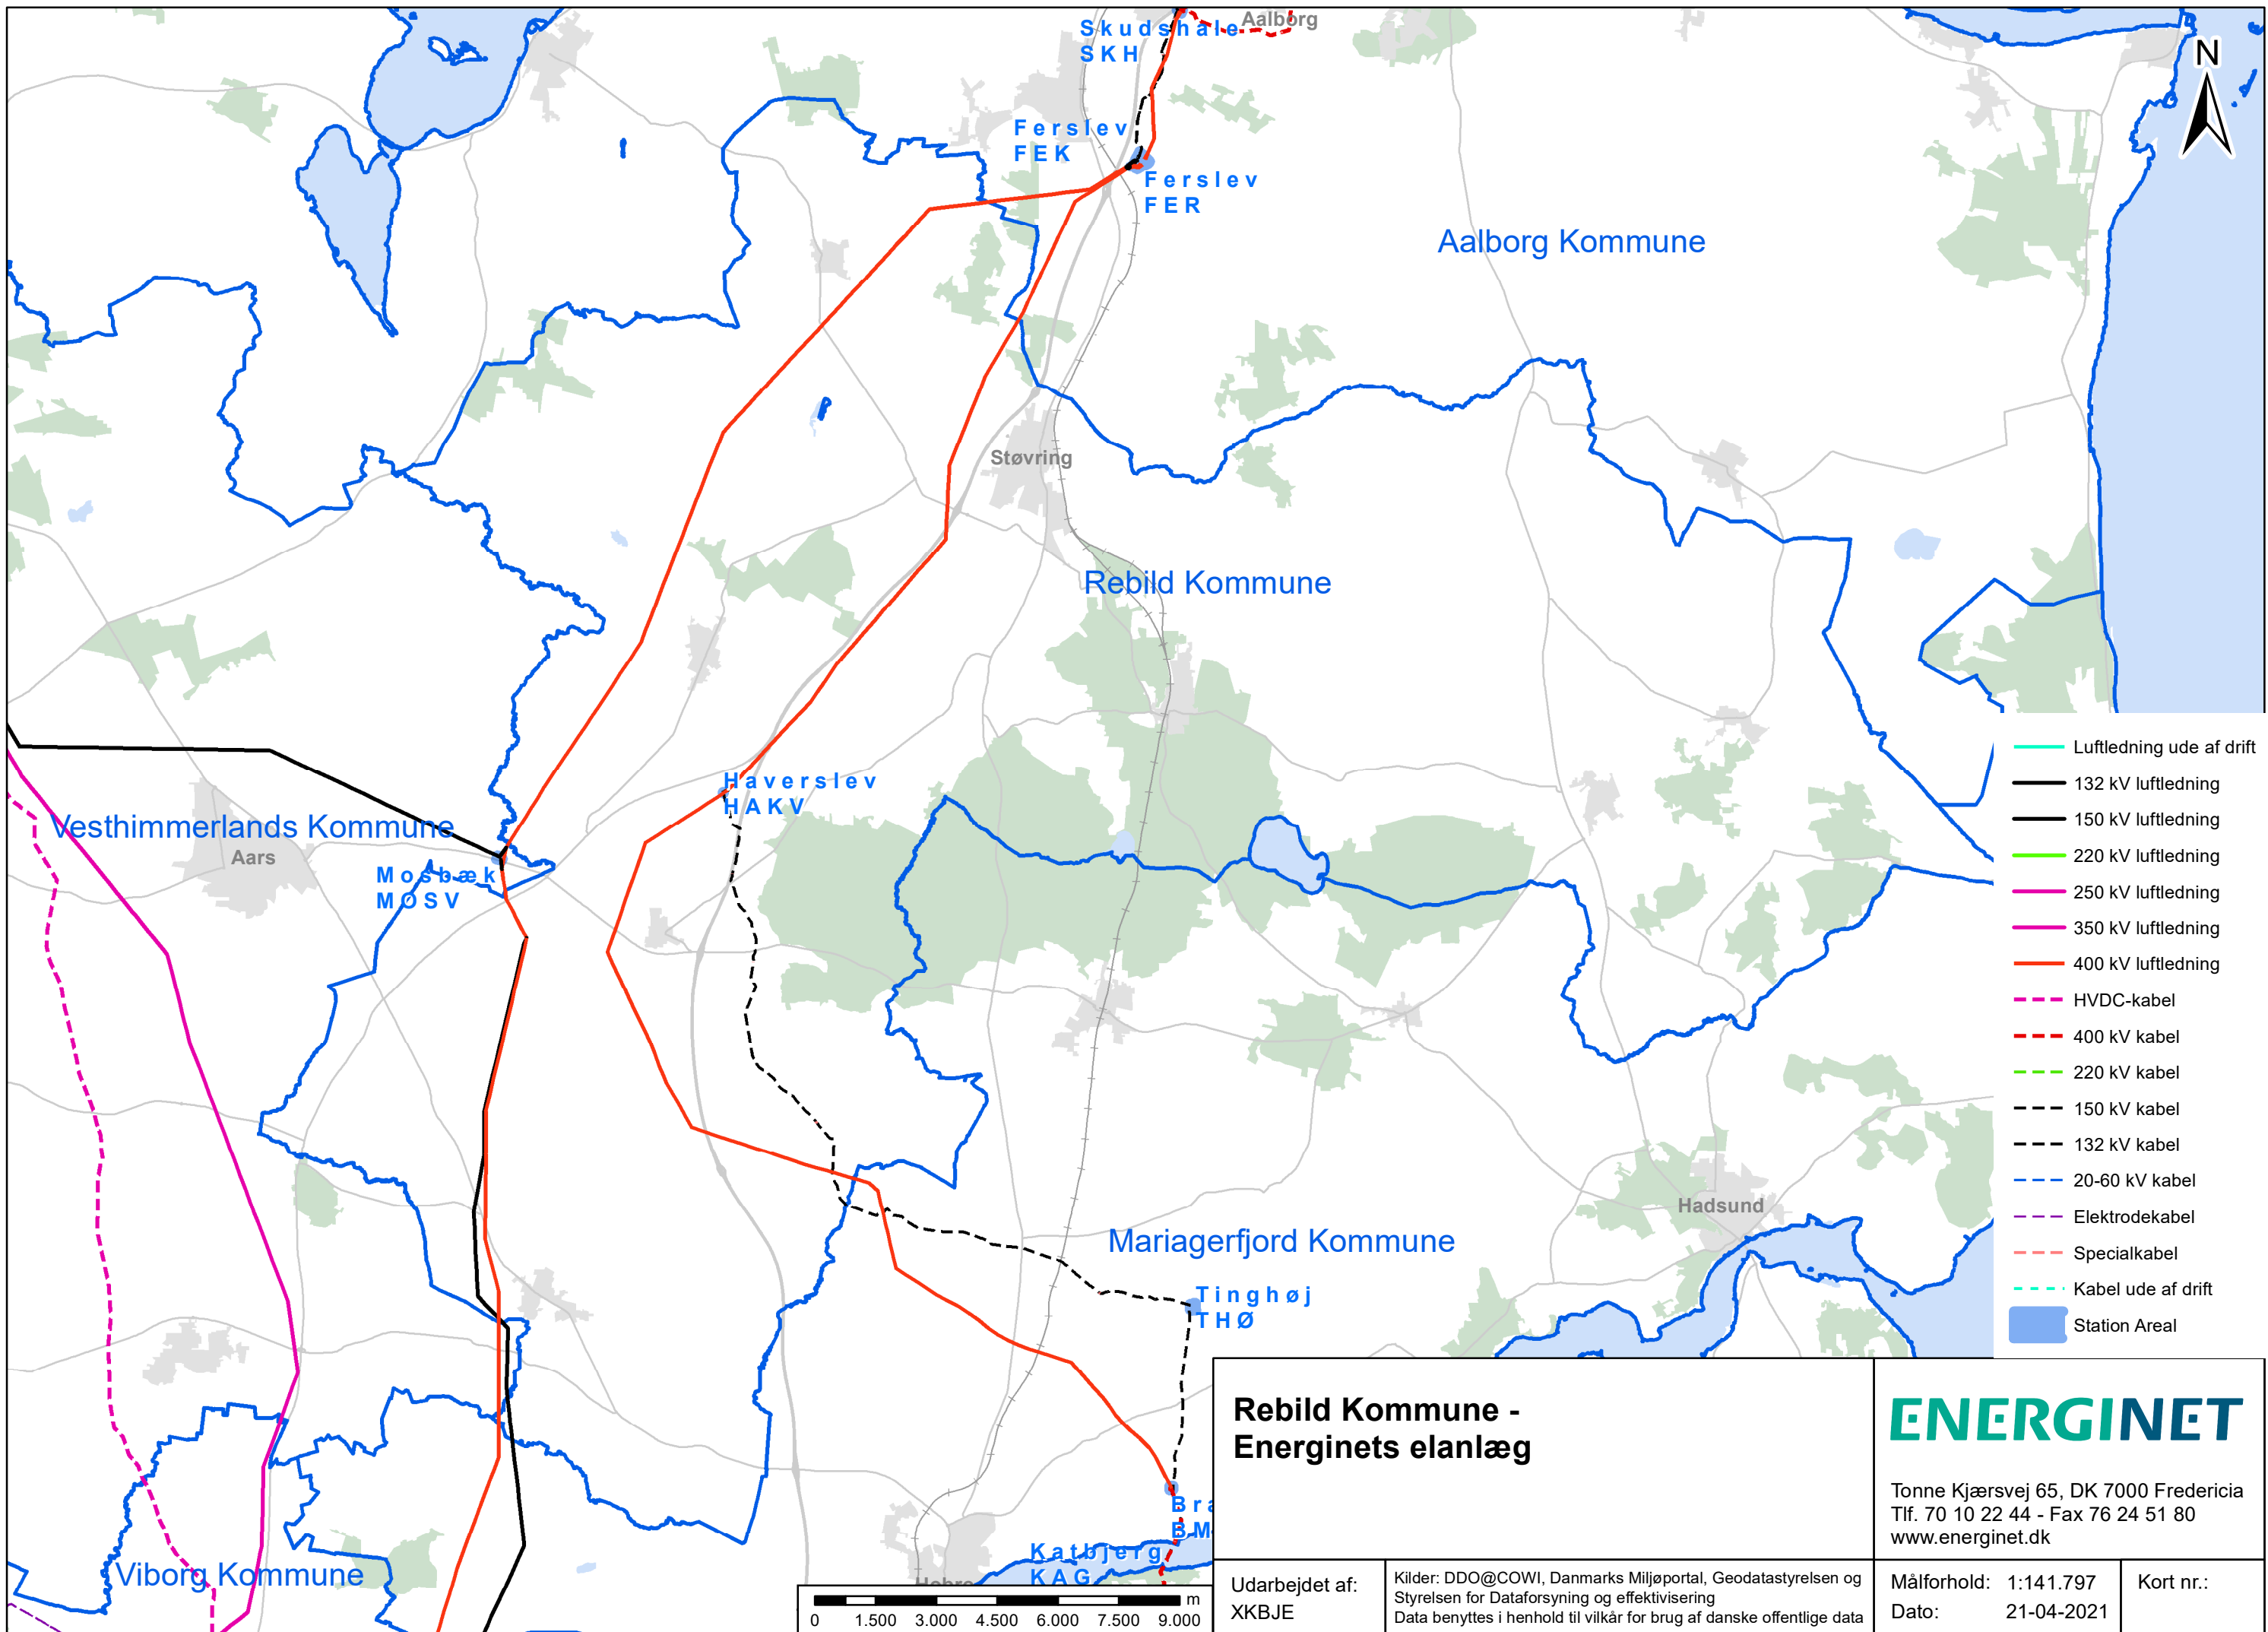 Aalborg
Skudshale
SKH
N
Ferslev
FEK
Ferslev
FER
Aalborg Kommune
Støvring
Rebild Kommune
Haverslev
HAKV
Vesthimmerlands Kommune
Aars
Mosbæk
MOSV
Luftledning ude af drift
132 kV luftledning
150 kV luftledning
220 kV luftledning
250 kV luftledning
350 kV luftledning
400 kV luftledning
HVDC-kabel
400 kV kabel
220 kV kabel
150 kV kabel
132 kV kabel
20-60 kV kabel
Elektrodekabel
Specialkabel
Kabel ude af drift
Station Areal
Hadsund
Mariagerfjord Kommune
Tinghøj
THØ
Bra
BM
Katbjerg
KAG
Hobro
Viborg Kommune
m
0 1.500 3.000 4.500 6.000 7.500 9.000
Rebild Kommune -
Energinets elanlæg
ENERGINET
Tonne Kjærsvej 65, DK 7000 Fredericia
Tlf. 70 10 22 44 - Fax 76 24 51 80
www.energinet.dk
Udarbejdet af:
XKBJE
Kilder: DDO@COWI, Danmarks Miljøportal, Geodatastyrelsen og
Styrelsen for Dataforsyning og effektivisering
Data benyttes i henhold til vilkår for brug af danske offentlige data
Målforhold: 1:141.797
Dato: 21-04-2021
Kort nr.: